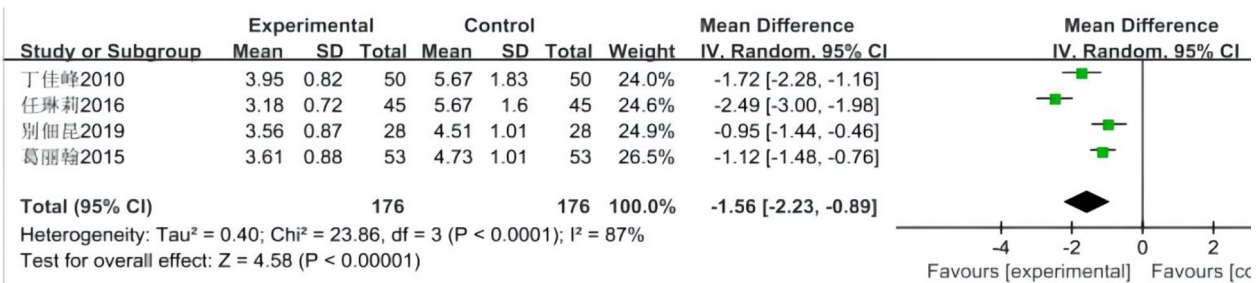 Experimental Control Mean Difference Mean Difference
Study or Subgroup Mean SD Total Mean SD Total Weight IV, Random, 95% CI IV, Random, 95% CI
丁佳峰2010 3.95 0.82 50 5.67 1.83 50 24.0% -1.72 [-2.28, -1.16]
任琳莉2016 3.18 0.72 45 5.67 1.6 45 24.6% -2.49 [-3.00, -1.98]
别佃昆2019 3.56 0.87 28 4.51 1.01 28 24.9% -0.95 [-1.44, -0.46]
葛丽翰2015 3.61 0.88 53 4.73 1.01 53 26.5% -1.12 [-1.48, -0.76]
Total (95% CI) 176 176 100.0% -1.56 [-2.23, -0.89]
Heterogeneity: Tau² = 0.40; Chi² = 23.86, df = 3 (P < 0.0001); I² = 87%
Test for overall effect: Z = 4.58 (P < 0.00001)
-4 -2 0 2
Favours [experimental] Favours [co